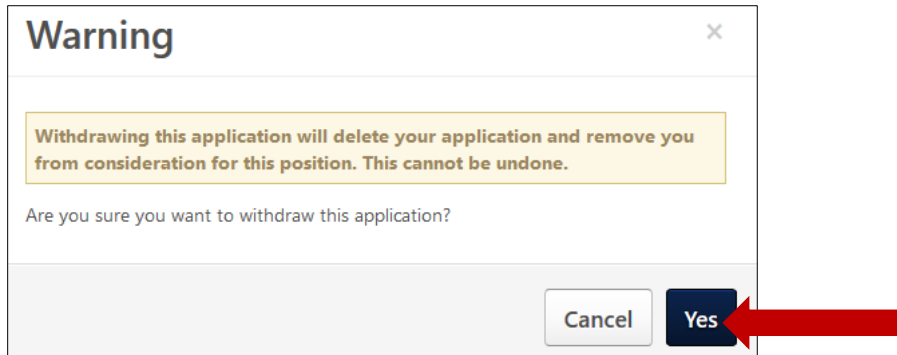 Warning
×
Withdrawing this application will delete your application and remove you
from consideration for this position. This cannot be undone.
Are you sure you want to withdraw this application?
Cancel Yes